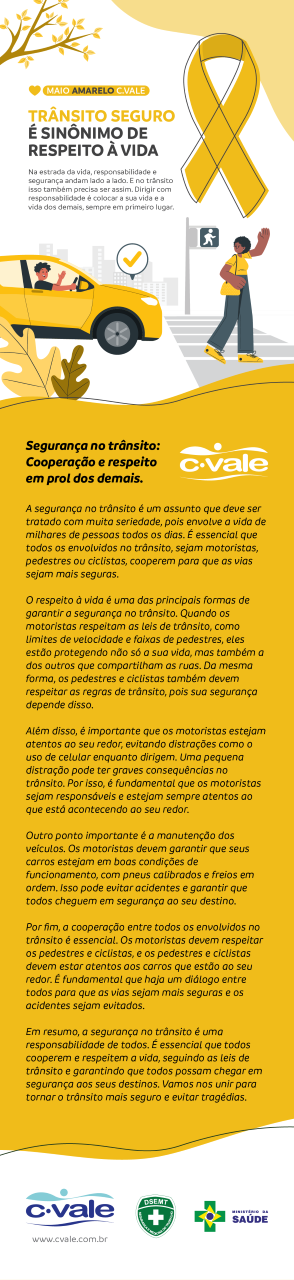 MAIO AMARELO C.VALE
TRÂNSITO SEGURO
É SINÔNIMO DE
RESPEITO À VIDA
Na estrada da vida, responsabilidade e
segurança andam lado a lado. E no trânsito
isso também precisa ser assim. Dirigir com
responsabilidade é colocar a sua vida e a
vida dos demais, sempre em primeiro lugar.
Segurança no trânsito:
Cooperação e respeito
em prol dos demais.
c.vale
A segurança no trânsito é um assunto que deve ser
tratado com muita seriedade, pois envolve a vida de
milhares de pessoas todos os dias. É essencial que
todos os envolvidos no trânsito, sejam motoristas,
pedestres ou ciclistas, cooperem para que as vias
sejam mais seguras.
O respeito à vida é uma das principais formas de
garantir a segurança no trânsito. Quando os
motoristas respeitam as leis de trânsito, como
limites de velocidade e faixas de pedestres, eles
estão protegendo não só a sua vida, mas também a
dos outros que compartilham as ruas. Da mesma
forma, os pedestres e ciclistas também devem
respeitar as regras de trânsito, pois sua segurança
depende disso.
Além disso, é importante que os motoristas estejam
atentos ao seu redor, evitando distrações como o
uso de celular enquanto dirigem. Uma pequena
distração pode ter graves consequências no
trânsito. Por isso, é fundamental que os motoristas
sejam responsáveis e estejam sempre atentos ao
que está acontecendo ao seu redor.
Outro ponto importante é a manutenção dos
veículos. Os motoristas devem garantir que seus
carros estejam em boas condições de
funcionamento, com pneus calibrados e freios em
ordem. Isso pode evitar acidentes e garantir que
todos cheguem em segurança ao seu destino.
Por fim, a cooperação entre todos os envolvidos no
trânsito é essencial. Os motoristas devem respeitar
os pedestres e ciclistas, e os pedestres e ciclistas
devem estar atentos aos carros que estão ao seu
redor. É fundamental que haja um diálogo entre
todos para que as vias sejam mais seguras e os
acidentes sejam evitados.
Em resumo, a segurança no trânsito é uma
responsabilidade de todos. É essencial que todos
cooperem e respeitem a vida, seguindo as leis de
trânsito e garantindo que todos possam chegar em
segurança aos seus destinos. Vamos nos unir para
tornar o trânsito mais seguro e evitar tragédias.
c.vale
www.cvale.com.br
DSEMT
MINISTÉRIO DA
SAÚDE